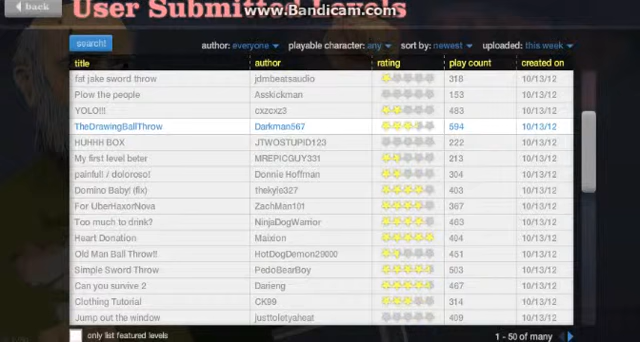 back
User Submitted Levels
www.Bandicam.com
search!
author: everyone playable character: any sort by: newest uploaded: this week
title author rating play count created on
fat jake sword throw jdmbeatsaudio 318 10/13/12
Plow the people Asskickman 153 10/13/12
YOLO!!! cxzcxz3 483 10/13/12
TheDrawingBallThrow Darkman567 594 10/13/12
HUHHH BOX JTWOSTUPID123 222 10/13/12
My first level beter MREPICGUY331 213 10/13/12
painful! / doloroso! Donnie Hoffman 304 10/13/12
Domino Baby! (fix) thekyle327 403 10/13/12
For UberHaxorNova ZachMan101 367 10/13/12
Too much to drink? NinjaDogWarrior 463 10/13/12
Heart Donation Maixion 404 10/13/12
Old Man Ball Throw!! HotDogDemon29000 451 10/13/12
Simple Sword Throw PedoBearBoy 503 10/13/12
Can you survive 2 Darieng 467 10/13/12
Clothing Tutorial CK99 314 10/13/12
Jump out the window justtoletyaheat 409 10/13/12
only list featured levels 1 - 50 of many